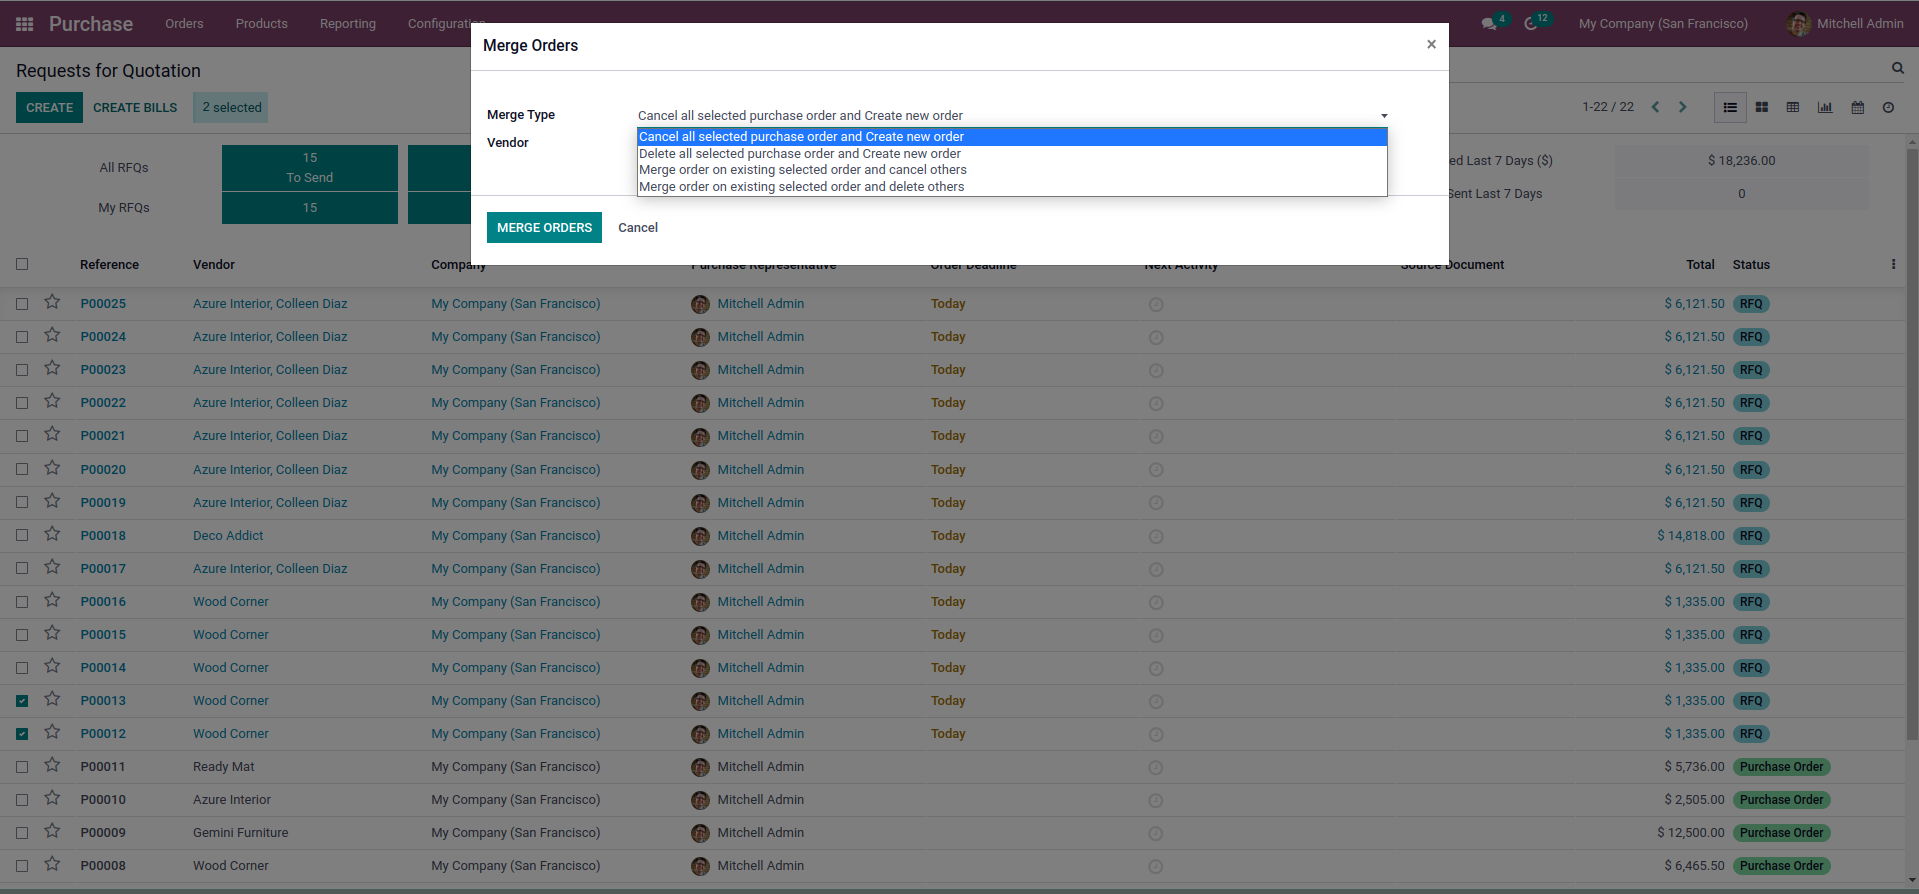 Purchase Orders Products Reporting Configuration 4 12 My Company (San Francisco) Mitchell Admin
Merge Orders ×
Requests for Quotation
CREATE CREATE BILLS 2 selected
1-22 / 22
Merge Type Cancel all selected purchase order and Create new order
Vendor
Cancel all selected purchase order and Create new order
Delete all selected purchase order and Create new order
Merge order on existing selected order and cancel others
Merge order on existing selected order and delete others
MERGE ORDERS Cancel
All RFQs 15 To Send
My RFQs 15
ed Last 7 Days ($) $ 18,236.00
Sent Last 7 Days 0
Reference Vendor Company Purchase Representative Order Deadline Next Activity Source Document Total Status
P00025 Azure Interior, Colleen Diaz My Company (San Francisco) Mitchell Admin Today $ 6,121.50 RFQ
P00024 Azure Interior, Colleen Diaz My Company (San Francisco) Mitchell Admin Today $ 6,121.50 RFQ
P00023 Azure Interior, Colleen Diaz My Company (San Francisco) Mitchell Admin Today $ 6,121.50 RFQ
P00022 Azure Interior, Colleen Diaz My Company (San Francisco) Mitchell Admin Today $ 6,121.50 RFQ
P00021 Azure Interior, Colleen Diaz My Company (San Francisco) Mitchell Admin Today $ 6,121.50 RFQ
P00020 Azure Interior, Colleen Diaz My Company (San Francisco) Mitchell Admin Today $ 6,121.50 RFQ
P00019 Azure Interior, Colleen Diaz My Company (San Francisco) Mitchell Admin Today $ 6,121.50 RFQ
P00018 Deco Addict My Company (San Francisco) Mitchell Admin Today $ 14,818.00 RFQ
P00017 Azure Interior, Colleen Diaz My Company (San Francisco) Mitchell Admin Today $ 6,121.50 RFQ
P00016 Wood Corner My Company (San Francisco) Mitchell Admin Today $ 1,335.00 RFQ
P00015 Wood Corner My Company (San Francisco) Mitchell Admin Today $ 1,335.00 RFQ
P00014 Wood Corner My Company (San Francisco) Mitchell Admin Today $ 1,335.00 RFQ
P00013 Wood Corner My Company (San Francisco) Mitchell Admin Today $ 1,335.00 RFQ
P00012 Wood Corner My Company (San Francisco) Mitchell Admin Today $ 1,335.00 RFQ
P00011 Ready Mat My Company (San Francisco) Mitchell Admin $ 5,736.00 Purchase Order
P00010 Azure Interior My Company (San Francisco) Mitchell Admin $ 2,505.00 Purchase Order
P00009 Gemini Furniture My Company (San Francisco) Mitchell Admin $ 12,500.00 Purchase Order
P00008 Wood Corner My Company (San Francisco) Mitchell Admin $ 6,465.50 Purchase Order